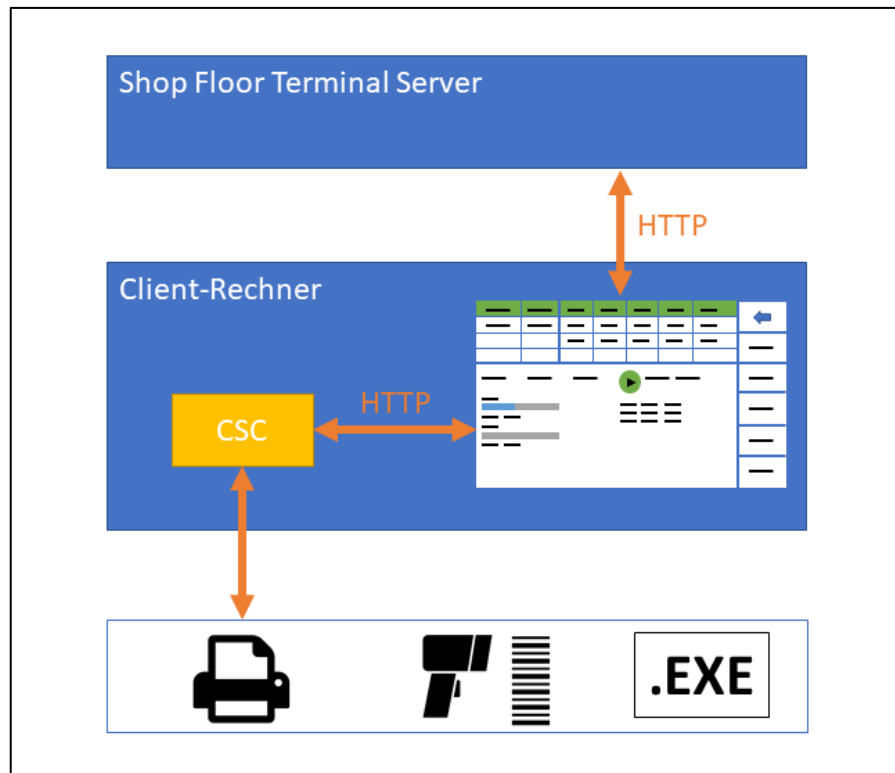 Shop Floor Terminal Server
HTTP
Client-Rechner
HTTP
CSC
.EXE